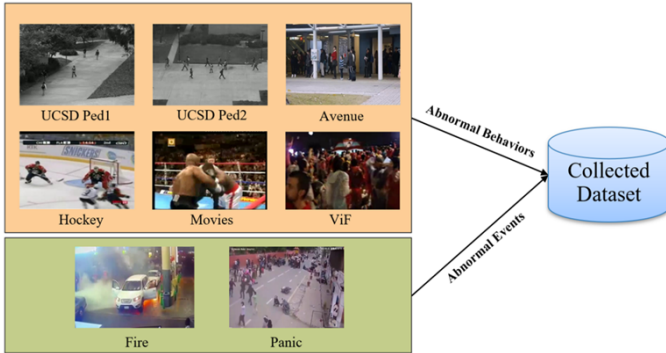 UCSD Ped1
UCSD Ped2
Avenue
Hockey
Movies
ViF
Fire
Panic
Abnormal Behaviors
Abnormal Events
Collected
Dataset